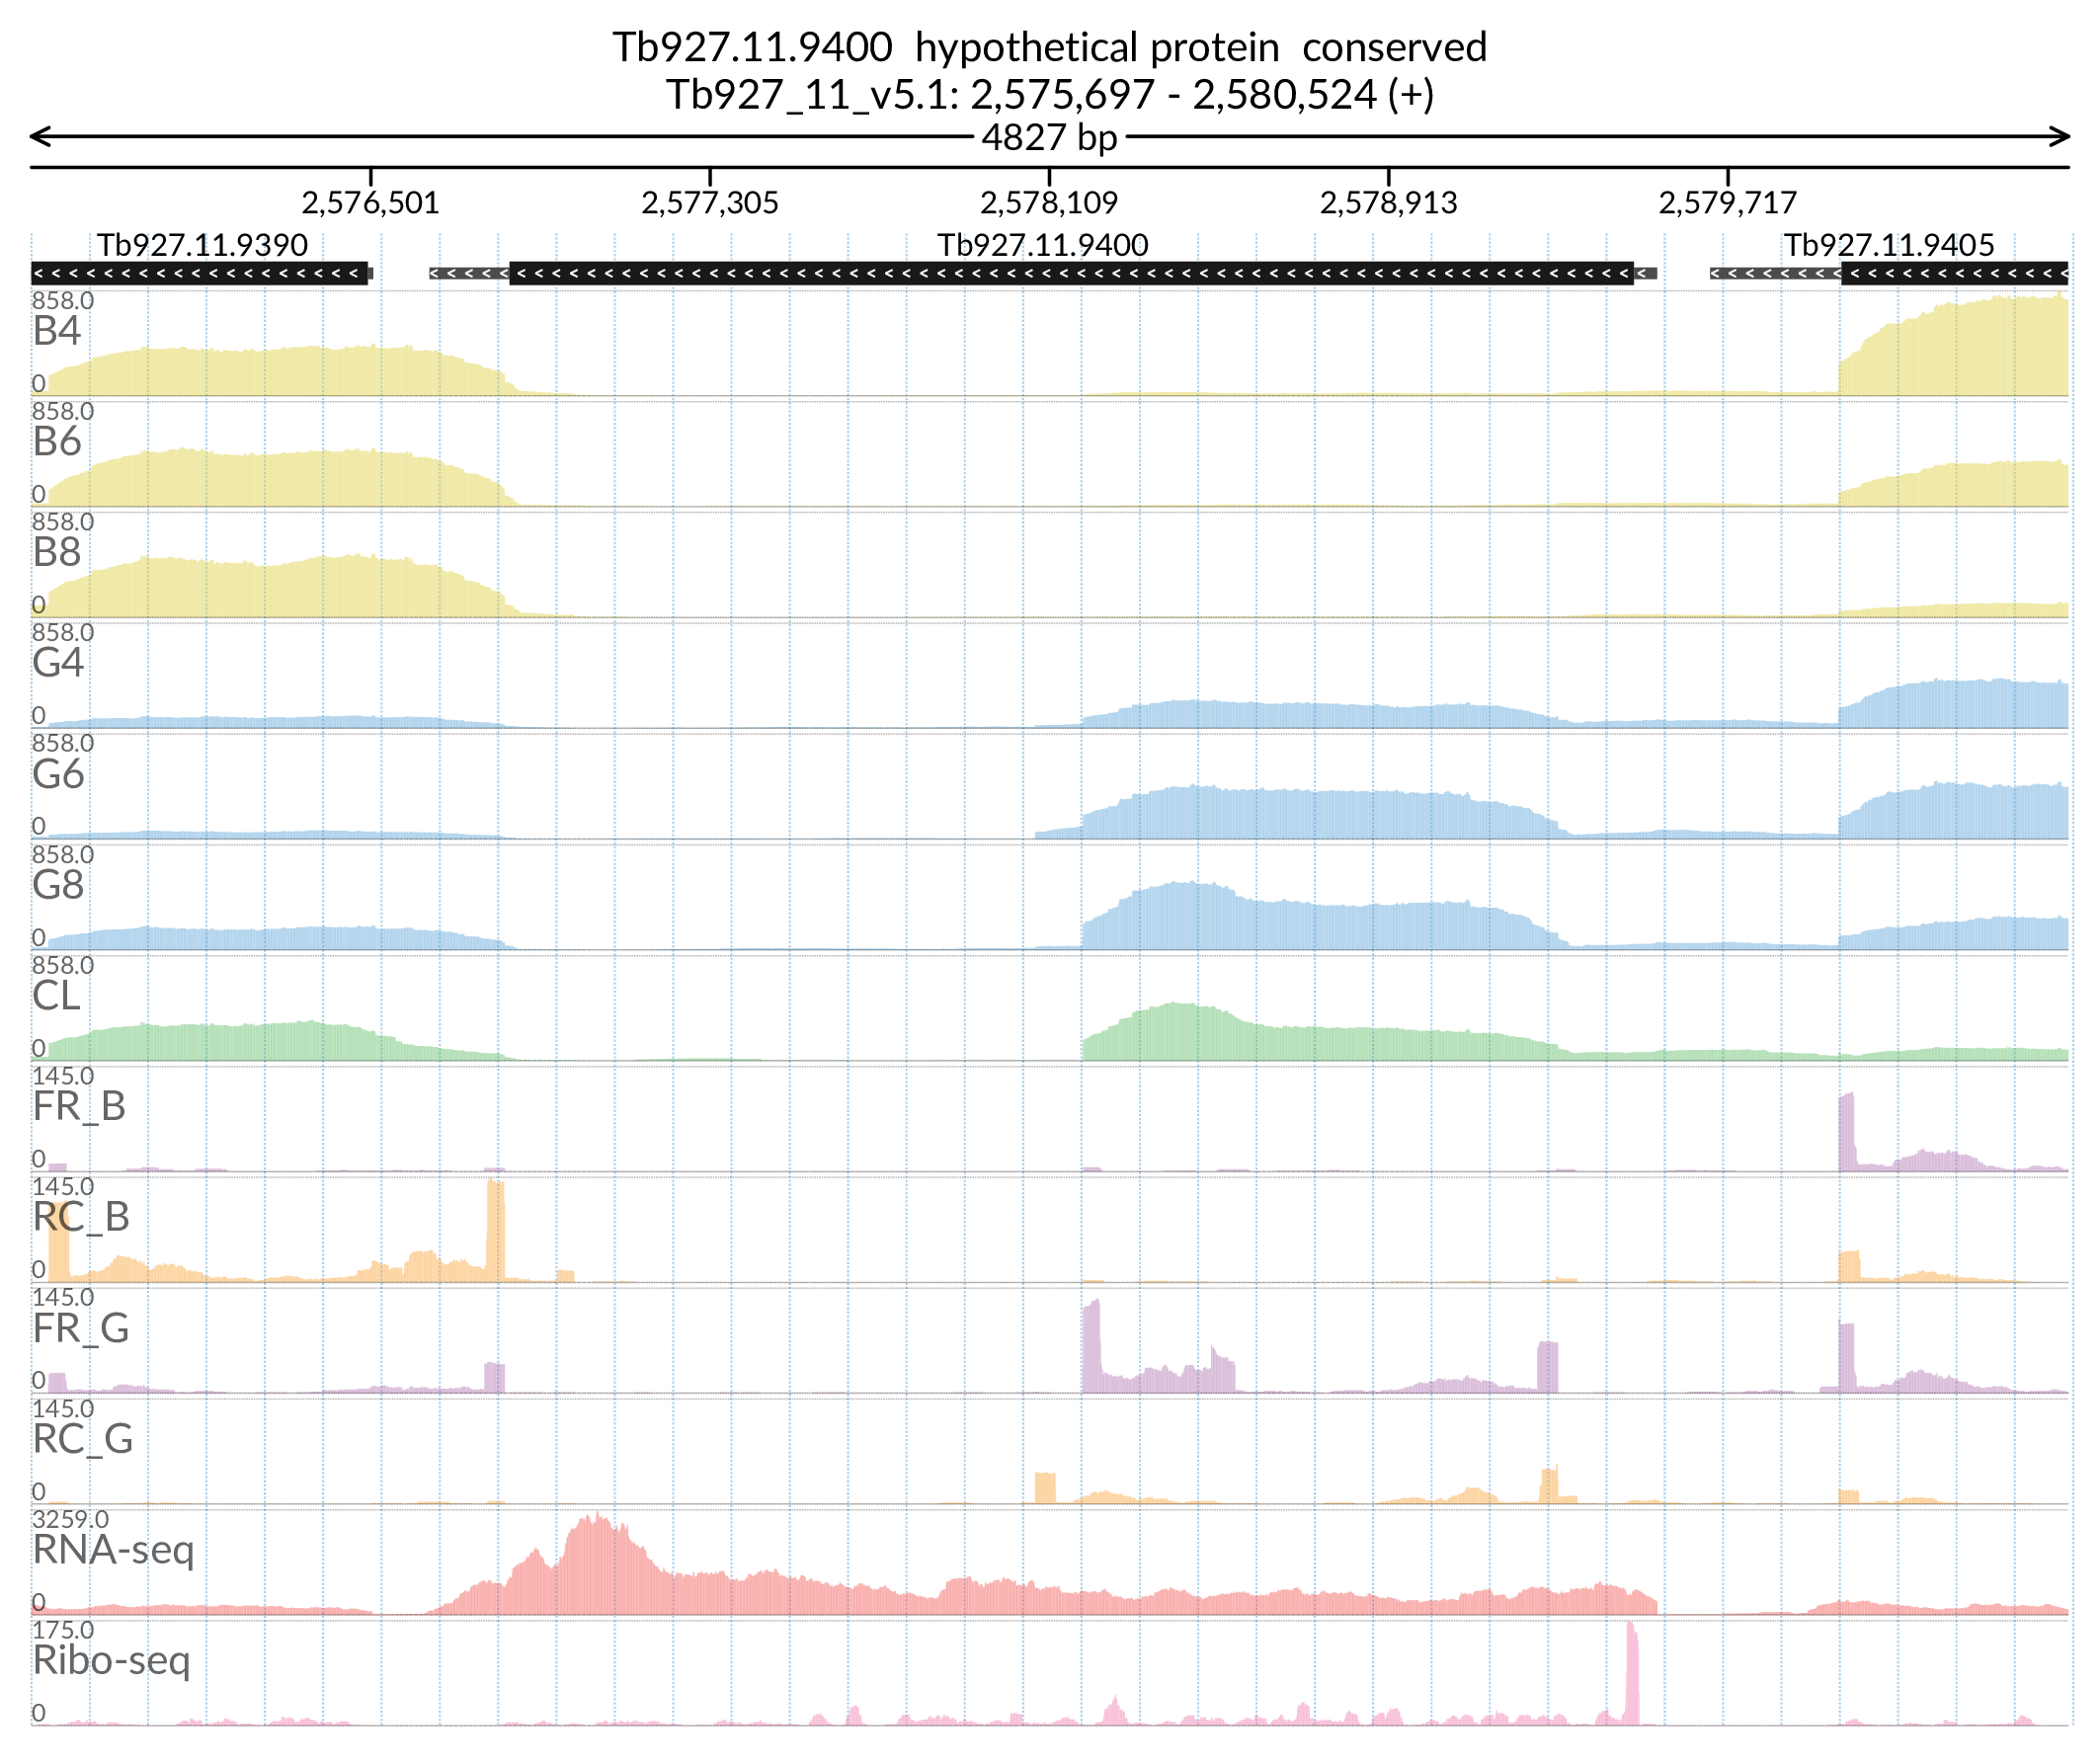 Tb927.11.9400 hypothetical protein conserved
Tb927_11_v5.1: 2,575,697 - 2,580,524 (+)
4827 bp
2,576,501 2,577,305 2,578,109 2,578,913 2,579,717
Tb927.11.9390 Tb927.11.9400 Tb927.11.9405
858.0
B4
0
858.0
B6
0
858.0
B8
0
858.0
G4
0
858.0
G6
0
858.0
G8
0
858.0
CL
0
145.0
FR_B
0
145.0
RC_B
0
145.0
FR_G
0
145.0
RC_G
0
3259.0
RNA-seq
0
175.0
Ribo-seq
0